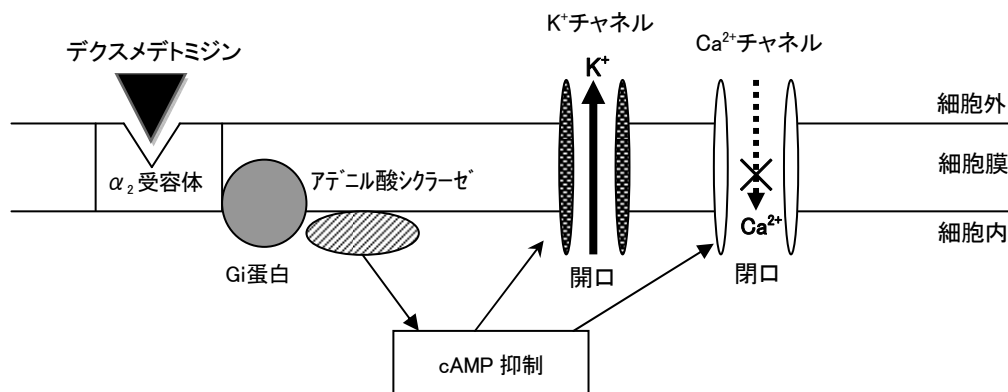 K⁺チャネル
デクスメデトミジン
Ca²⁺チャネル
K⁺
細胞外
α₂受容体
ｱﾃﾞﾆﾙ酸ｼｸﾗｰｾﾞ
細胞膜
Ca²⁺
細胞内
Gi蛋白
開口
閉口
cAMP 抑制